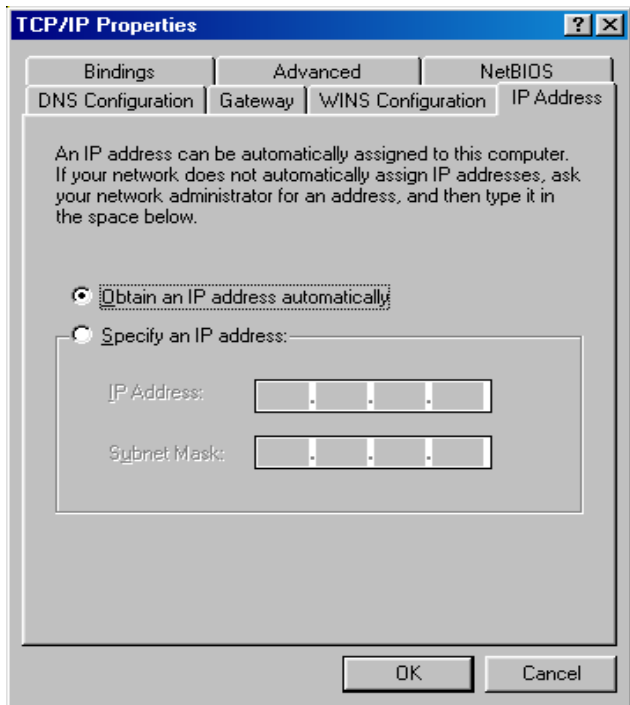 TCP/IP Properties
Bindings
Advanced
NetBIOS
DNS Configuration
Gateway
WINS Configuration
IP Address
An IP address can be automatically assigned to this computer.
If your network does not automatically assign IP addresses, ask
your network administrator for an address, and then type it in
the space below.
Obtain an IP address automatically
Specify an IP address:
IP Address:
Subnet Mask:
OK
Cancel